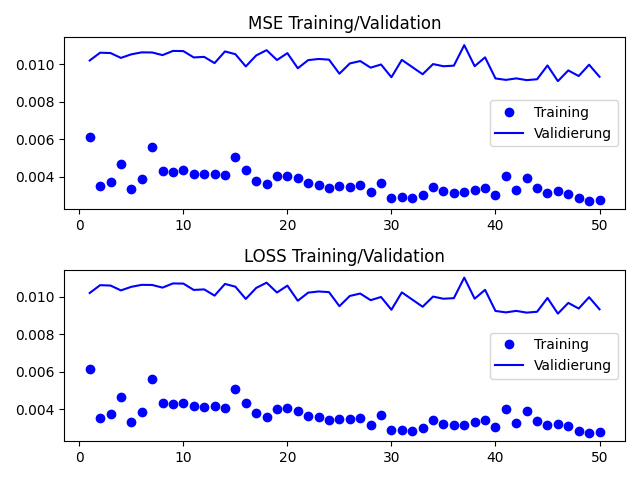 MSE Training/Validation
0.010
0.008
0.006
0.004
Training
Validierung
0 10 20 30 40 50
LOSS Training/Validation
0.010
0.008
0.006
0.004
Training
Validierung
0 10 20 30 40 50